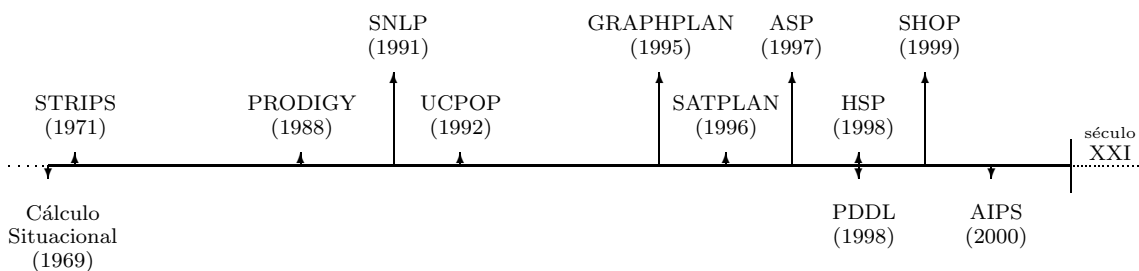 SNLP
(1991)
GRAPHPLAN
(1995)
ASP
(1997)
SHOP
(1999)
STRIPS
(1971)
PRODIGY
(1988)
UCPOP
(1992)
SATPLAN
(1996)
HSP
(1998)
século
XXI
Cálculo
Situacional
(1969)
PDDL
(1998)
AIPS
(2000)